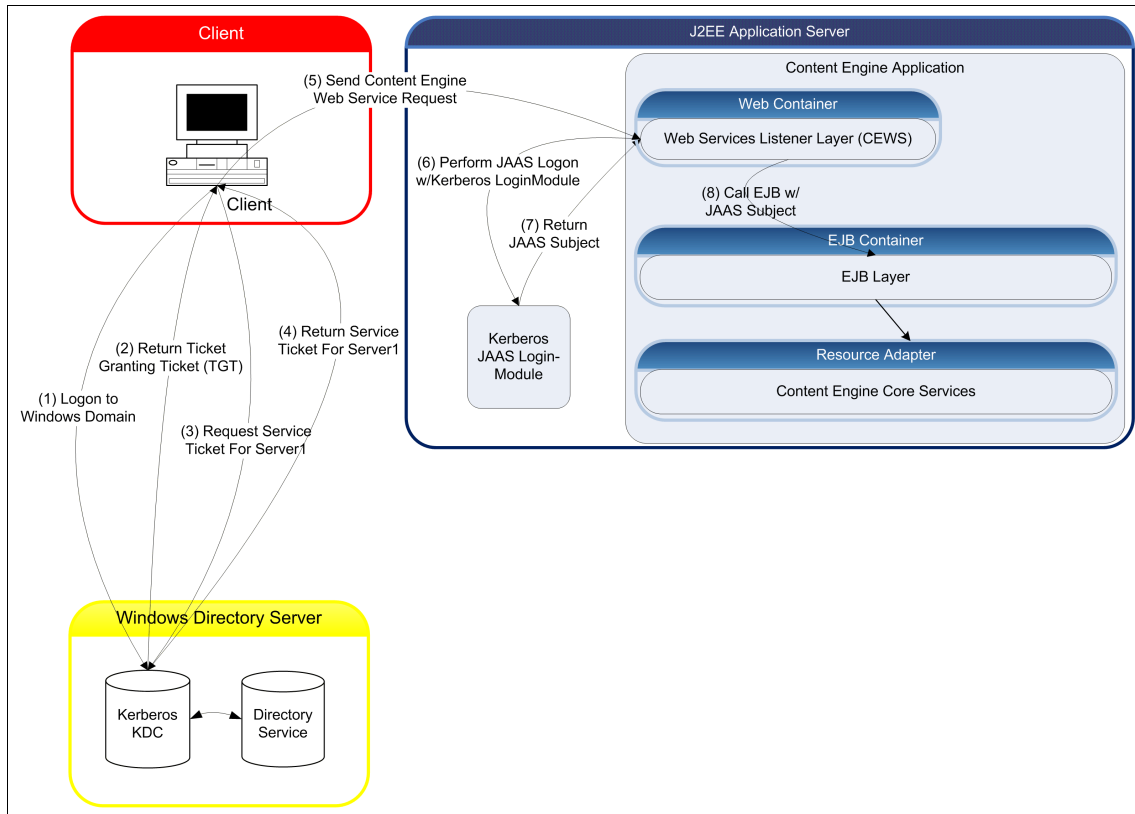 Client
Client
(5) Send Content Engine
Web Service Request
J2EE Application Server
Content Engine Application
Web Container
Web Services Listener Layer (CEWS)
(6) Perform JAAS Logon
w/Kerberos LoginModule
(7) Return
JAAS Subject
(8) Call EJB w/
JAAS Subject
EJB Container
EJB Layer
Kerberos
JAAS Login-
Module
Resource Adapter
Content Engine Core Services
(4) Return Service
Ticket For Server1
(2) Return Ticket
Granting Ticket (TGT)
(1) Logon to
Windows Domain
(3) Request Service
Ticket For Server1
Windows Directory Server
Kerberos
KDC
Directory
Service